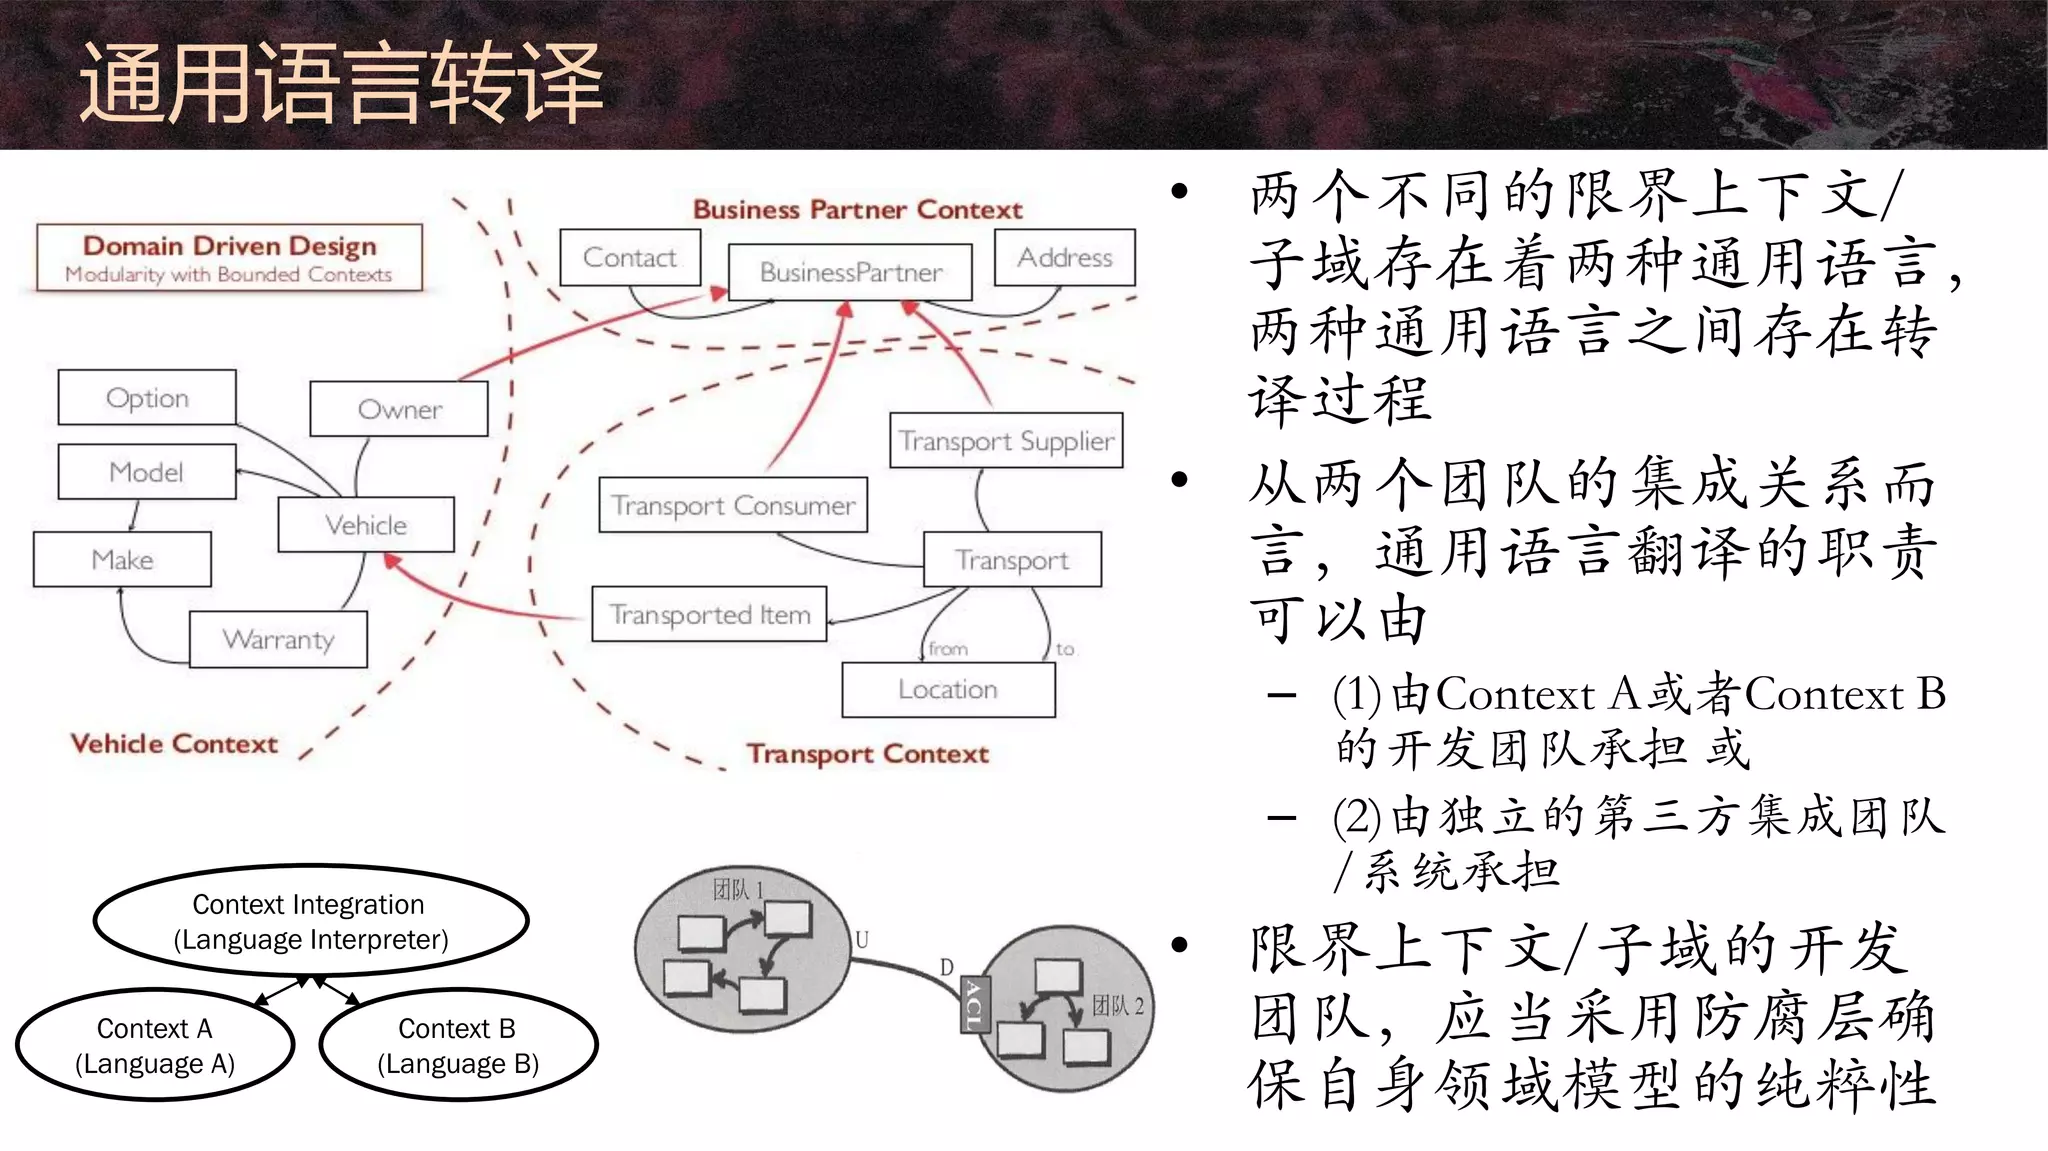 通用语言转译
Domain Driven Design
Modularity with Bounded Contexts
Business Partner Context
Contact
BusinessPartner
Address
Option
Owner
Model
Vehicle
Make
Warranty
Vehicle Context
Transport Supplier
Transport Consumer
Transport
Transported Item
from
to
Location
Transport Context
Context Integration
(Language Interpreter)
Context A
(Language A)
Context B
(Language B)
团队 1
U
D
ACL
团队 2
• 两个不同的限界上下文/
子域存在着两种通用语言，
两种通用语言之间存在转
译过程
• 从两个团队的集成关系而
言，通用语言翻译的职责
可以由
– (1)由Context A或者Context B
的开发团队承担 或
– (2)由独立的第三方集成团队
/系统承担
• 限界上下文/子域的开发
团队，应当采用防腐层确
保自身领域模型的纯粹性